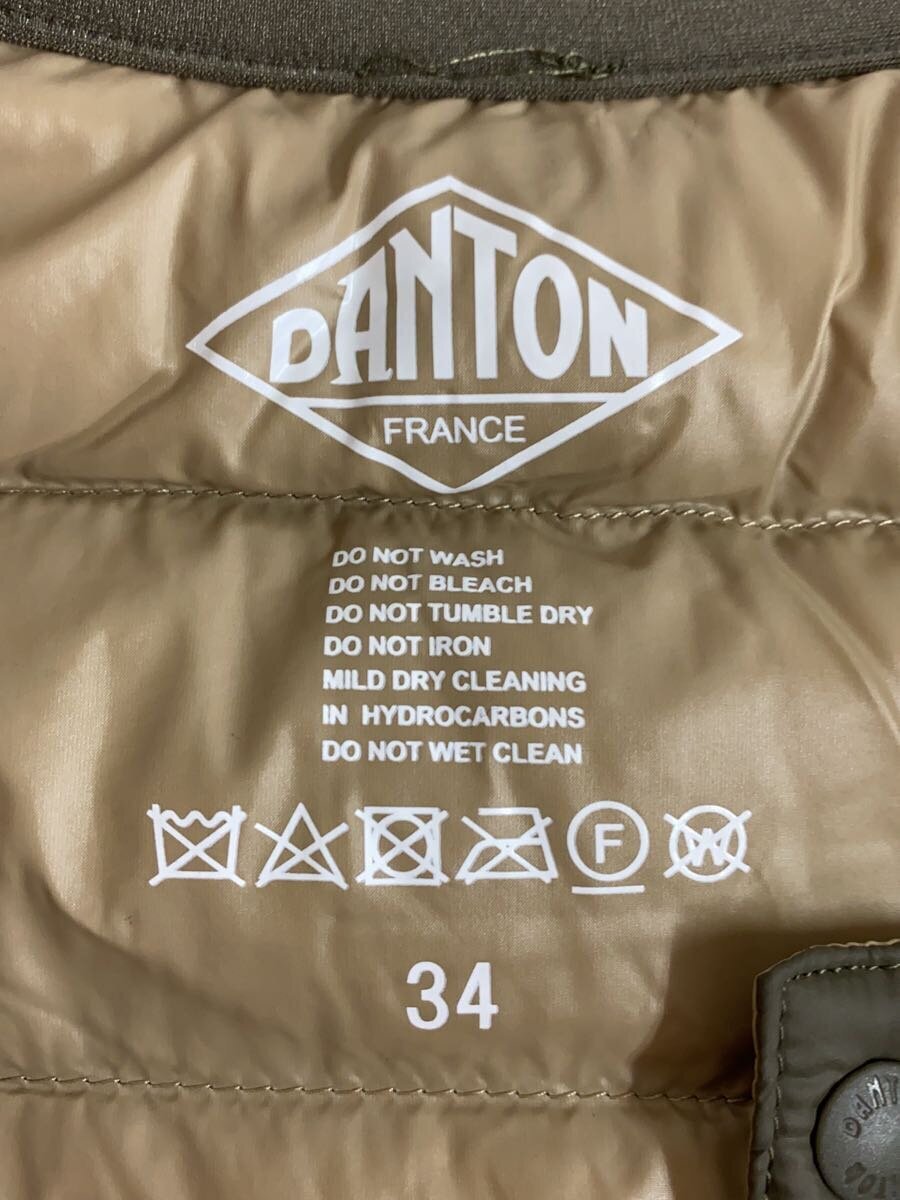 DANTON
FRANCE
DO NOT WASH
DO NOT BLEACH
DO NOT TUMBLE DRY
DO NOT IRON
MILD DRY CLEANING
IN HYDROCARBONS
DO NOT WET CLEAN
F
W
34
DANT